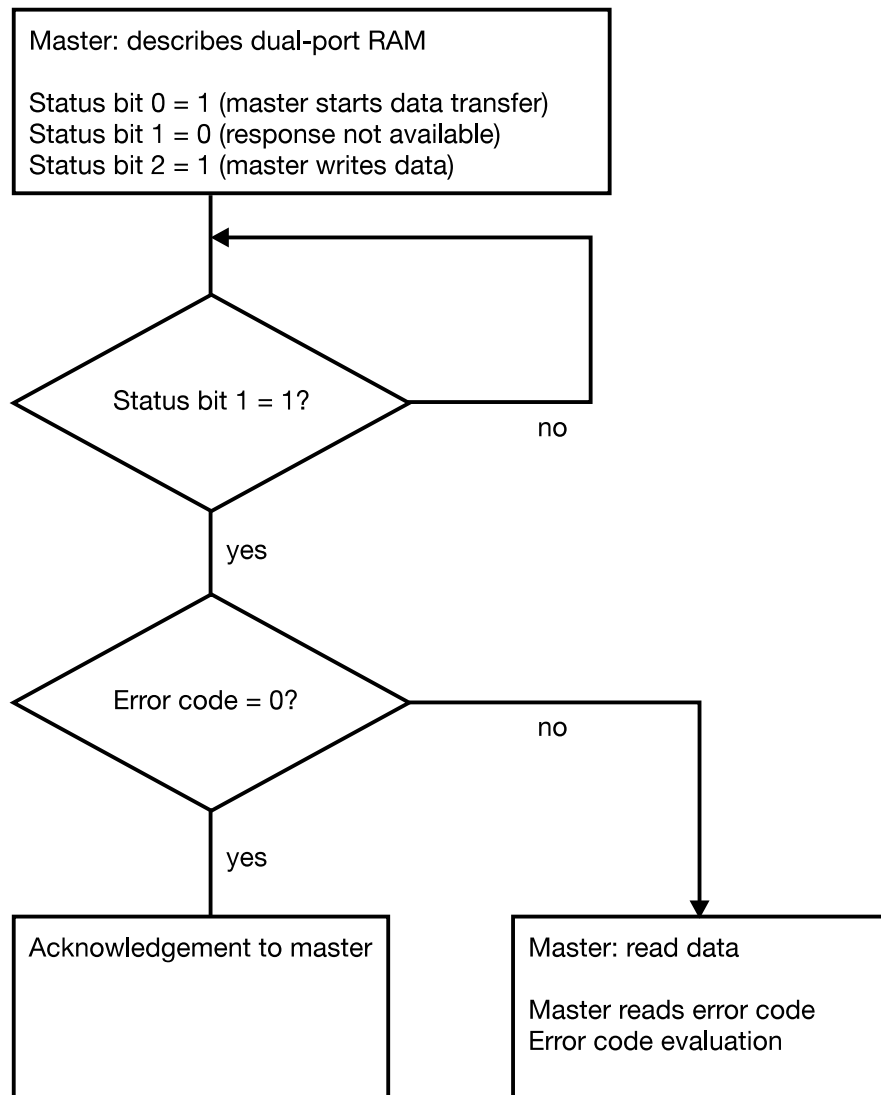 Master: describes dual-port RAM
Status bit 0 = 1 (master starts data transfer)
Status bit 1 = 0 (response not available)
Status bit 2 = 1 (master writes data)
Status bit 1 = 1?
no
yes
Error code = 0?
no
yes
Acknowledgement to master
Master: read data
Master reads error code
Error code evaluation